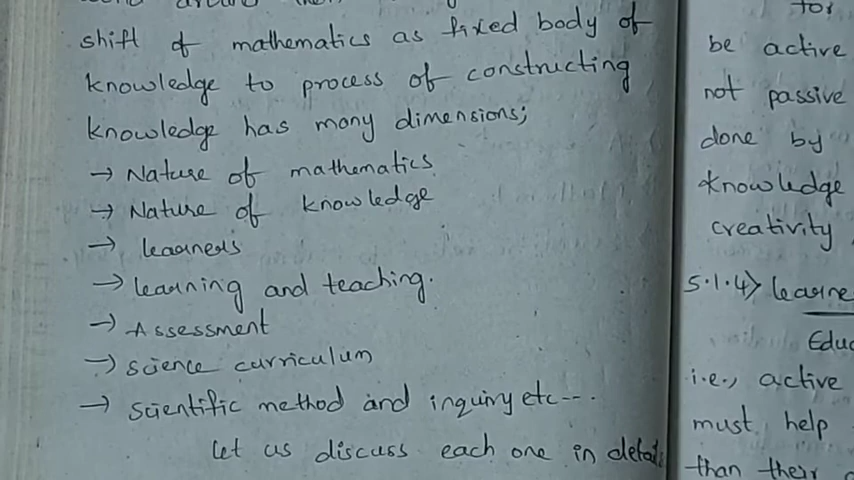 shift of mathematics as fixed body of
knowledge to process of constructing
knowledge has many dimensions;
→ Nature of mathematics
→ Nature of knowledge
→ learners
→ learning and teaching.
→ Assessment
→ science curriculum
→ scientific method and inquiry etc---.
let us discuss each one in details
for
be active
not passive
done by
knowledge
creativity
5.1.4> learne
Educ
i.e., active
must help
than their